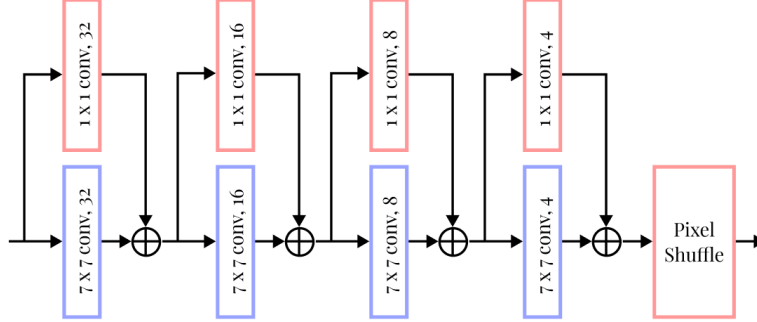 1 x 1 conv, 32
1 x 1 conv, 16
1 x 1 conv, 8
1 x 1 conv, 4
7 x 7 conv, 32
7 x 7 conv, 16
7 x 7 conv, 8
7 x 7 conv, 4
Pixel
Shuffle